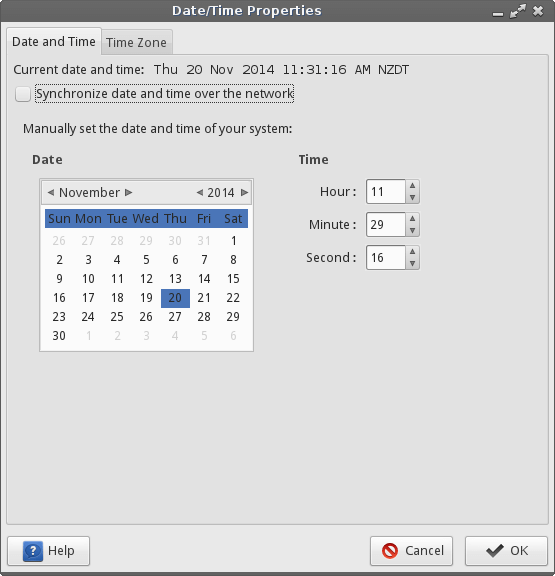 Date/Time Properties
Date and Time Time Zone
Current date and time: Thu 20 Nov 2014 11:31:16 AM NZDT
Synchronize date and time over the network
Manually set the date and time of your system:
Date Time
November 2014
Sun Mon Tue Wed Thu Fri Sat
26 27 28 29 30 31 1
2 3 4 5 6 7 8
9 10 11 12 13 14 15
16 17 18 19 20 21 22
23 24 25 26 27 28 29
30 1 2 3 4 5 6
Hour: 11
Minute: 29
Second: 16
? Help Cancel OK